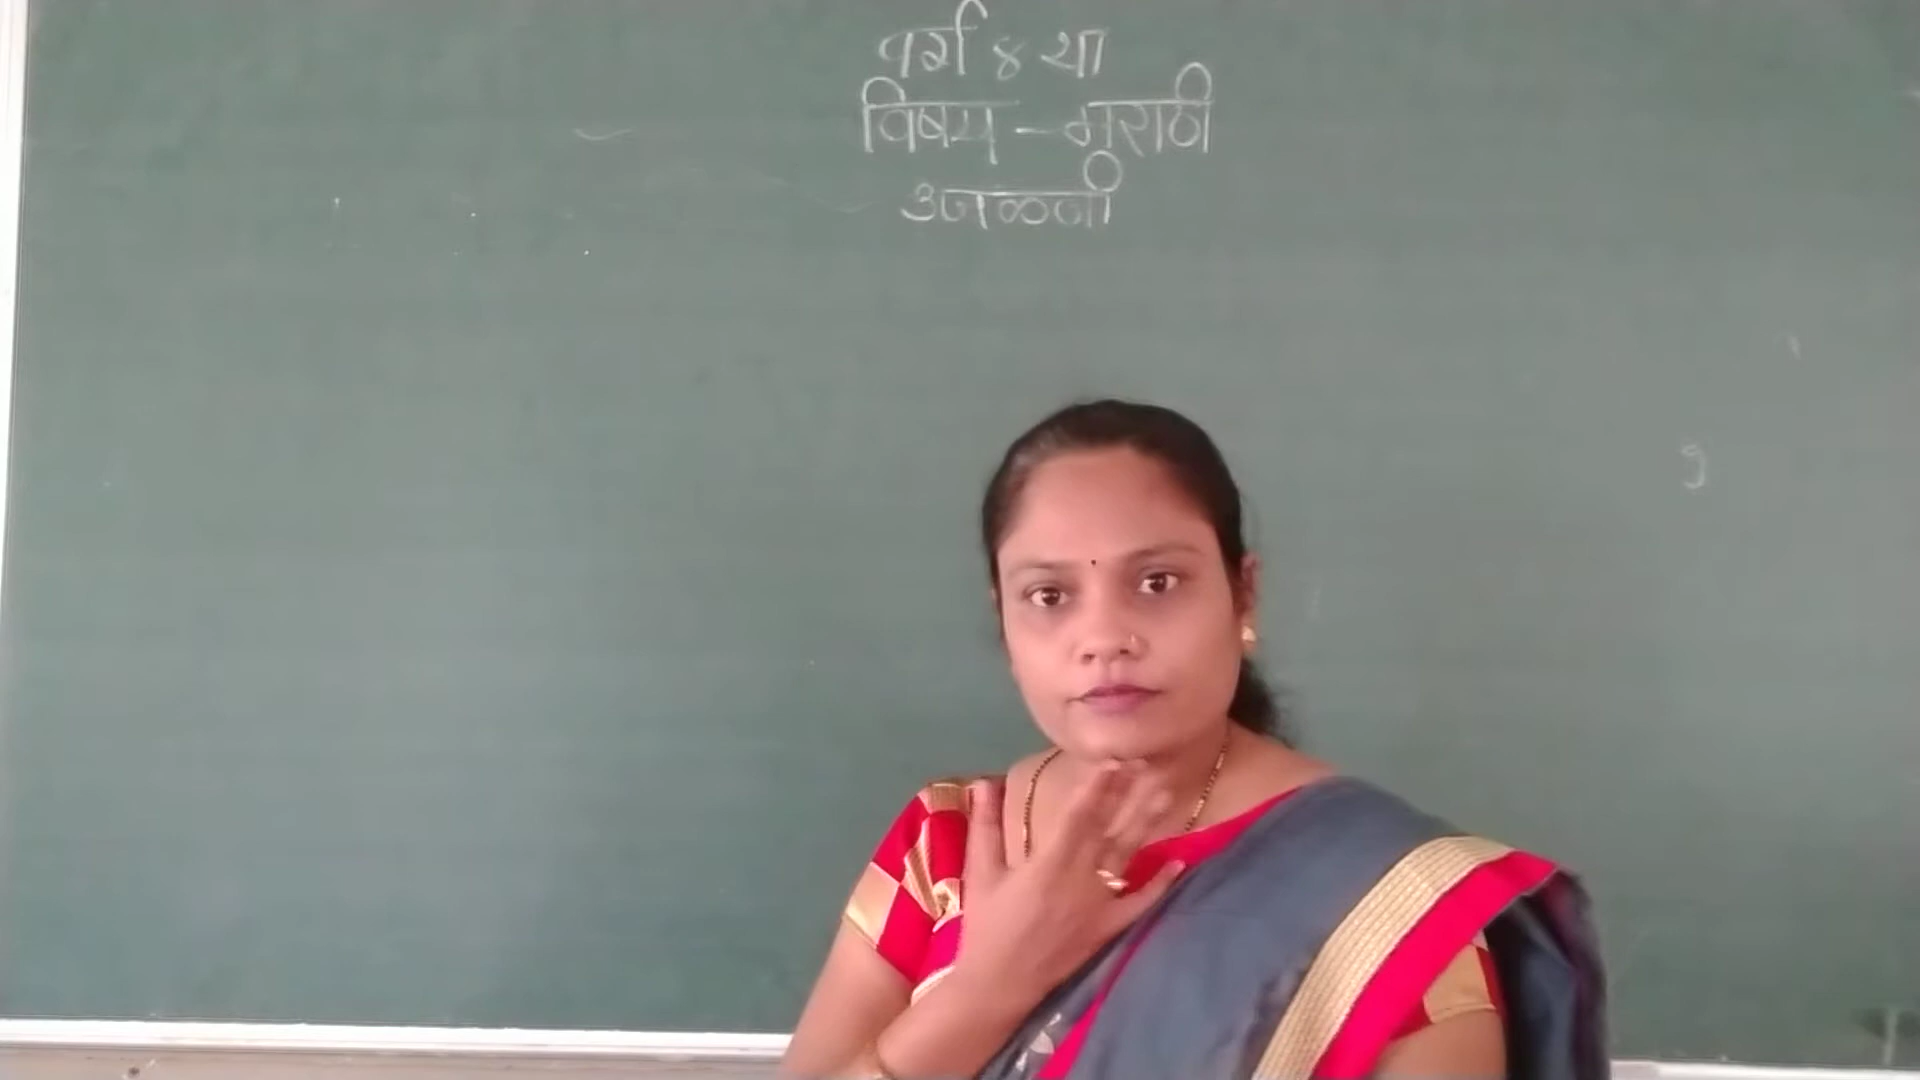 वर्ग ४ था
विषय - मराठी
उजळणी